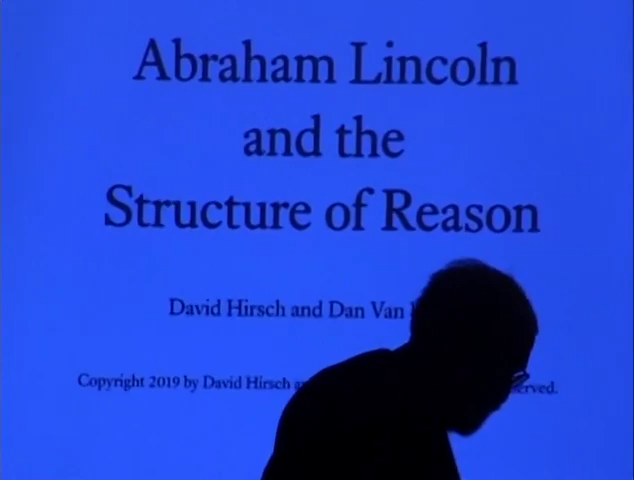 Abraham Lincoln
and the
Structure of Reason
David Hirsch and Dan Van
Copyright 2019 by David Hirsch